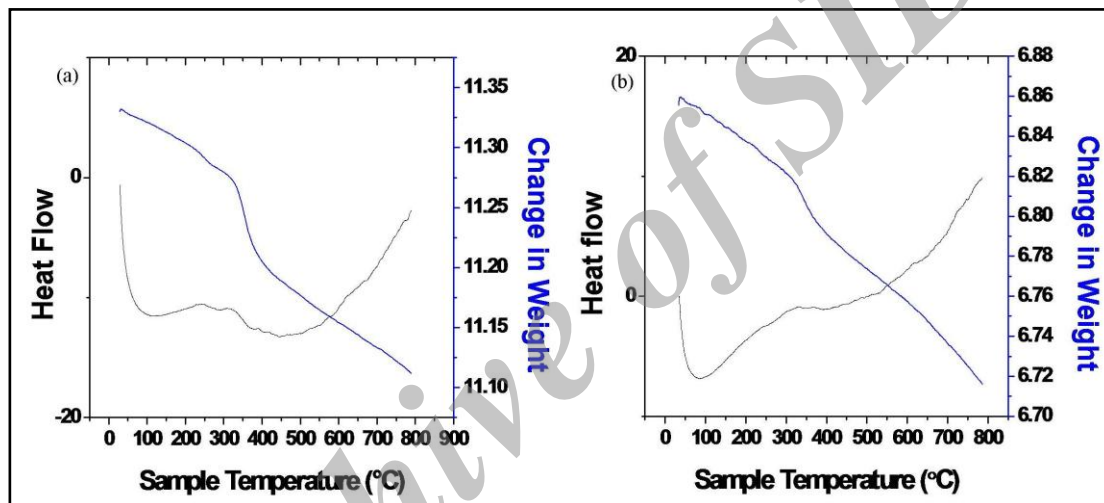 (a)
0
-20
Heat Flow
11.35
11.30
11.25
11.20
11.15
11.10
Change in Weight
0 100 200 300 400 500 600 700 800 900
Sample Temperature (°C)
(b)
20
0
Heat flow
6.88
6.86
6.84
6.82
6.80
6.78
6.76
6.74
6.72
6.70
Change in Weight
0 100 200 300 400 500 600 700 800
Sample Temperature (°C)
hive of SI